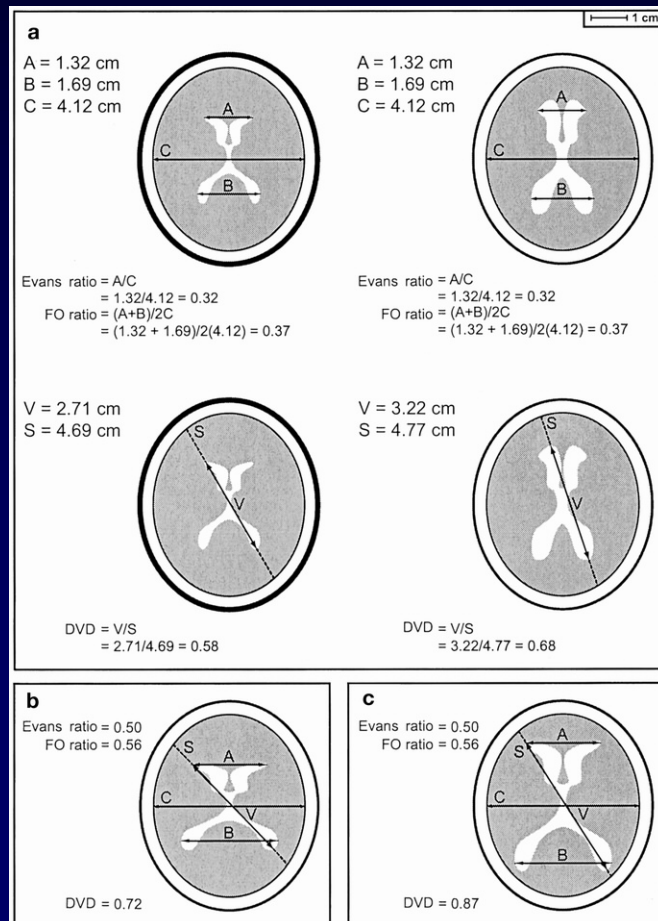 1 cm
a
A = 1.32 cm
B = 1.69 cm
C = 4.12 cm
A
C
B
Evans ratio = A/C
= 1.32/4.12 = 0.32
FO ratio = (A+B)/2C
= (1.32 + 1.69)/2(4.12) = 0.37
A = 1.32 cm
B = 1.69 cm
C = 4.12 cm
A
C
B
Evans ratio = A/C
= 1.32/4.12 = 0.32
FO ratio = (A+B)/2C
= (1.32 + 1.69)/2(4.12) = 0.37
V = 2.71 cm
S = 4.69 cm
S
V
DVD = V/S
= 2.71/4.69 = 0.58
V = 3.22 cm
S = 4.77 cm
S
V
DVD = V/S
= 3.22/4.77 = 0.68
b
Evans ratio = 0.50
FO ratio = 0.56
S
A
C
V
B
DVD = 0.72
c
Evans ratio = 0.50
FO ratio = 0.56
S
A
C
V
B
DVD = 0.87